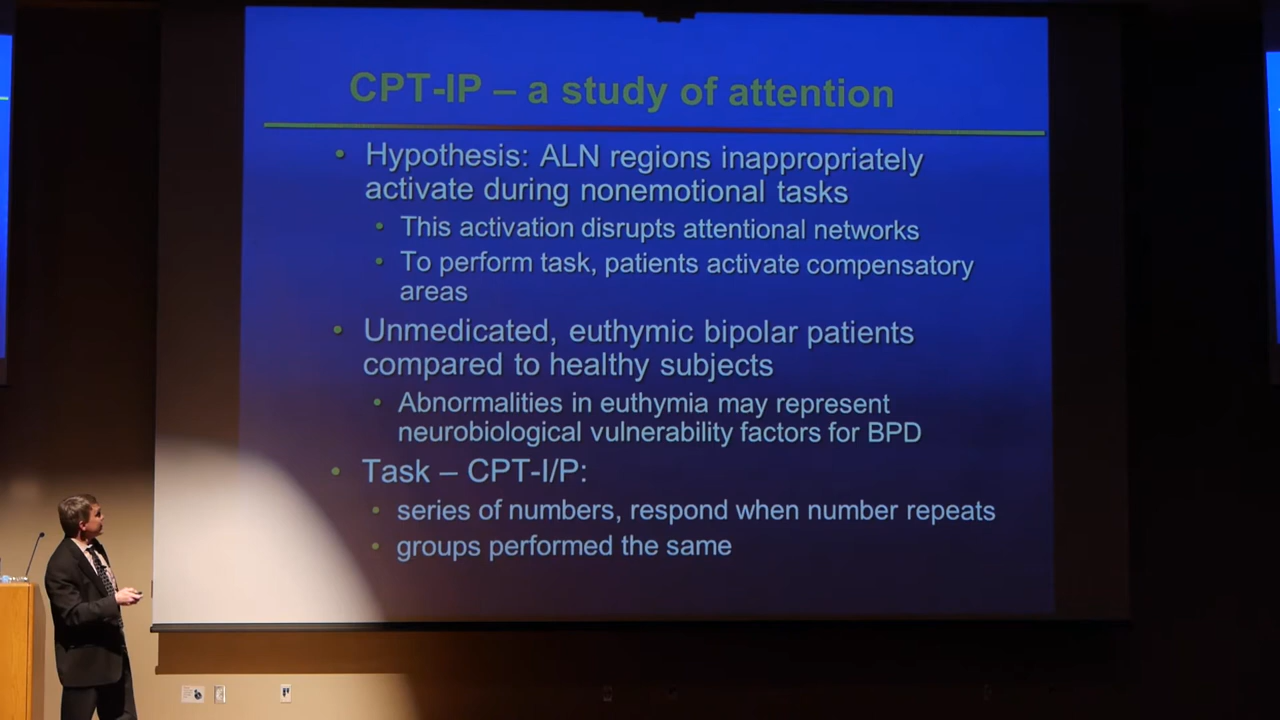 CPT-IP – a study of attention
• Hypothesis: ALN regions inappropriately
activate during nonemotional tasks
• This activation disrupts attentional networks
• To perform task, patients activate compensatory
areas
• Unmedicated, euthymic bipolar patients
compared to healthy subjects
• Abnormalities in euthymia may represent
neurobiological vulnerability factors for BPD
• Task – CPT-I/P:
• series of numbers, respond when number repeats
• groups performed the same